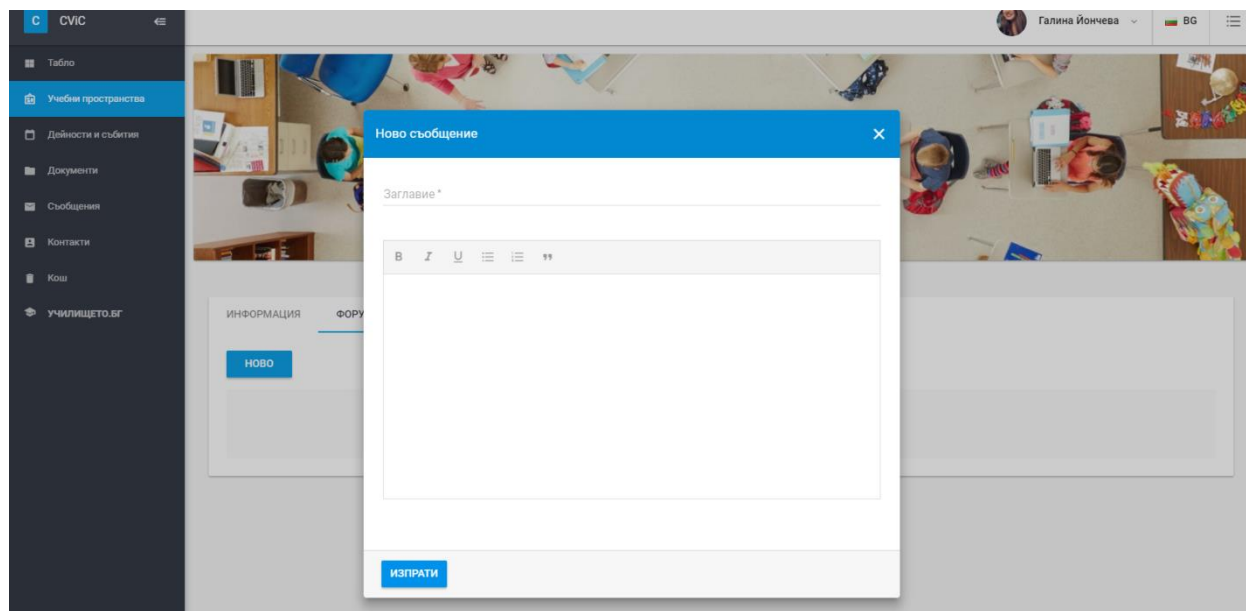 C CViC
Галина Йончева
BG
Табло
Учебни пространства
Дейности и събития
Документи
Съобщения
Контакти
Кош
УЧИЛИЩЕТО.БГ
Ново съобщение
Заглавие *
B I U
ИНФОРМАЦИЯ ФОРУ
НОВО
ИЗПРАТИ